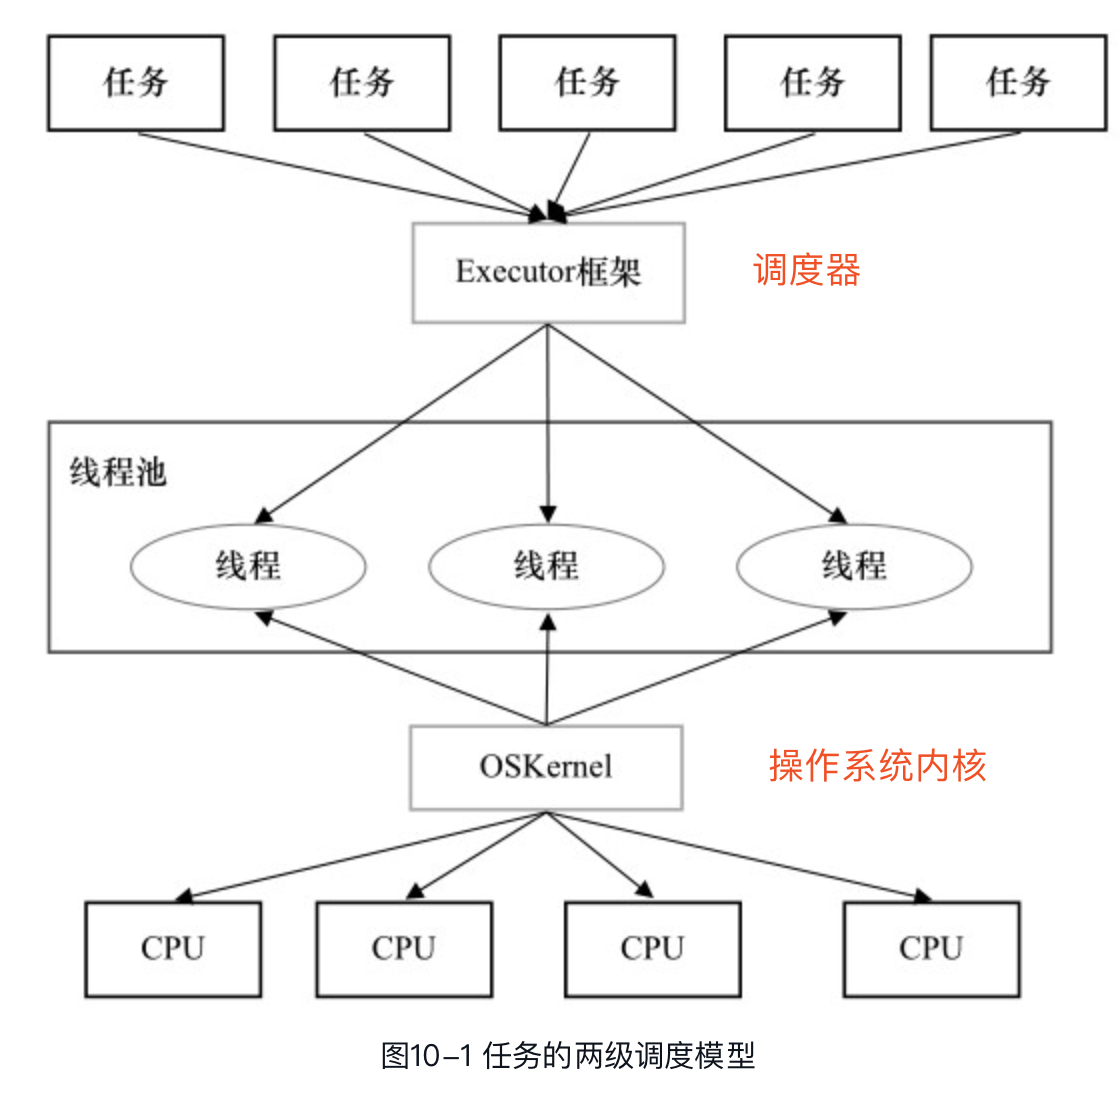 任务
任务
任务
任务
任务
Executor框架
调度器
线程池
线程
线程
线程
OSKernel
操作系统内核
CPU
CPU
CPU
CPU
图10–1 任务的两级调度模型